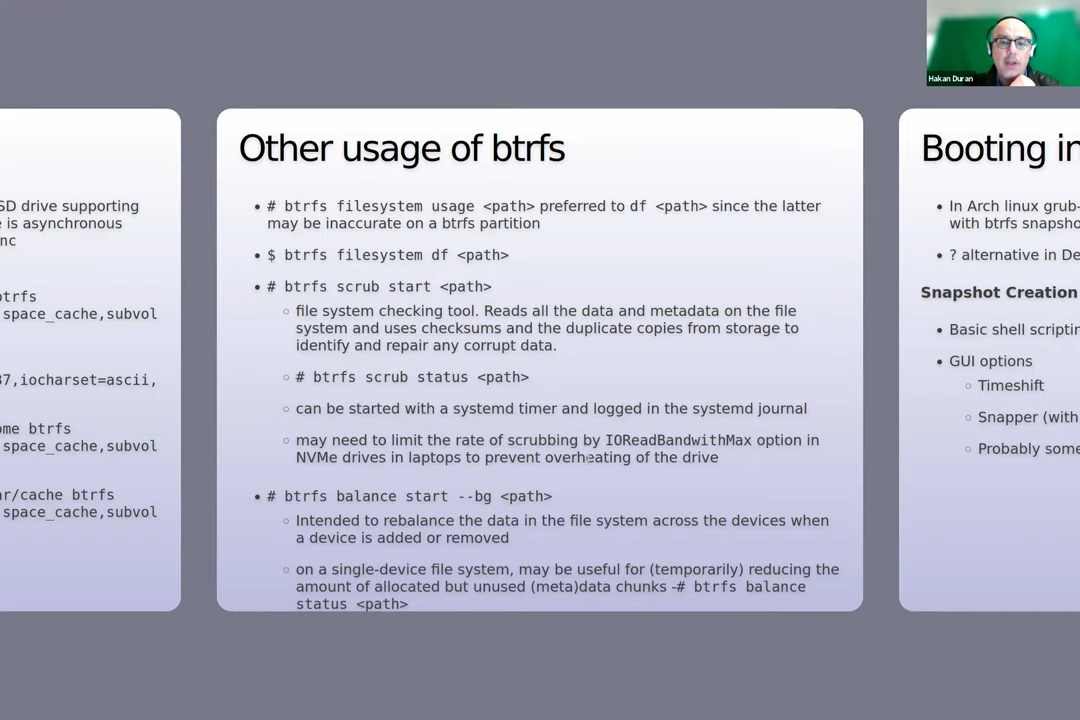 Hakan Duran
SD drive supporting
is asynchronous
nc
btrfs
space_cache,subvol
37,iocharset=ascii,
ome btrfs
space_cache,subvol
ar/cache btrfs
space_cache,subvol
Other usage of btrfs
• # btrfs filesystem usage <path> preferred to df <path> since the latter
may be inaccurate on a btrfs partition
• $ btrfs filesystem df <path>
• # btrfs scrub start <path>
◦ file system checking tool. Reads all the data and metadata on the file
system and uses checksums and the duplicate copies from storage to
identify and repair any corrupt data.
◦ # btrfs scrub status <path>
◦ can be started with a systemd timer and logged in the systemd journal
◦ may need to limit the rate of scrubbing by IOReadBandwithMax option in
NVMe drives in laptops to prevent overheating of the drive
• # btrfs balance start --bg <path>
◦ Intended to rebalance the data in the file system across the devices when
a device is added or removed
◦ on a single-device file system, may be useful for (temporarily) reducing the
amount of allocated but unused (meta)data chunks -# btrfs balance
status <path>
Booting in
• In Arch linux grub-
with btrfs snapsho
• ? alternative in De
Snapshot Creation
• Basic shell scriptin
• GUI options
◦ Timeshift
◦ Snapper (with
◦ Probably some